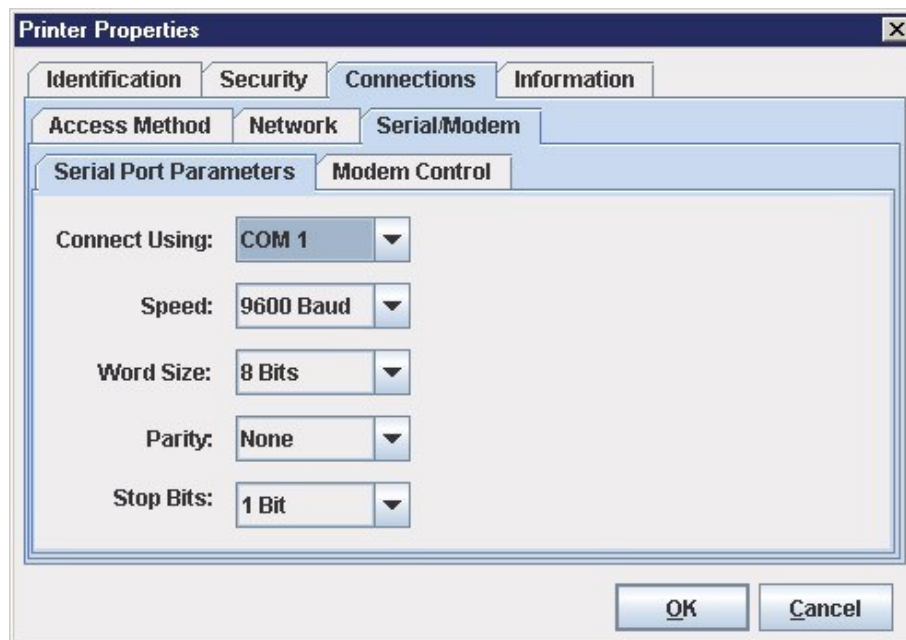 Printer Properties
Identification Security Connections Information
Access Method Network Serial/Modem
Serial Port Parameters Modem Control
Connect Using: COM 1
Speed: 9600 Baud
Word Size: 8 Bits
Parity: None
Stop Bits: 1 Bit
OK Cancel